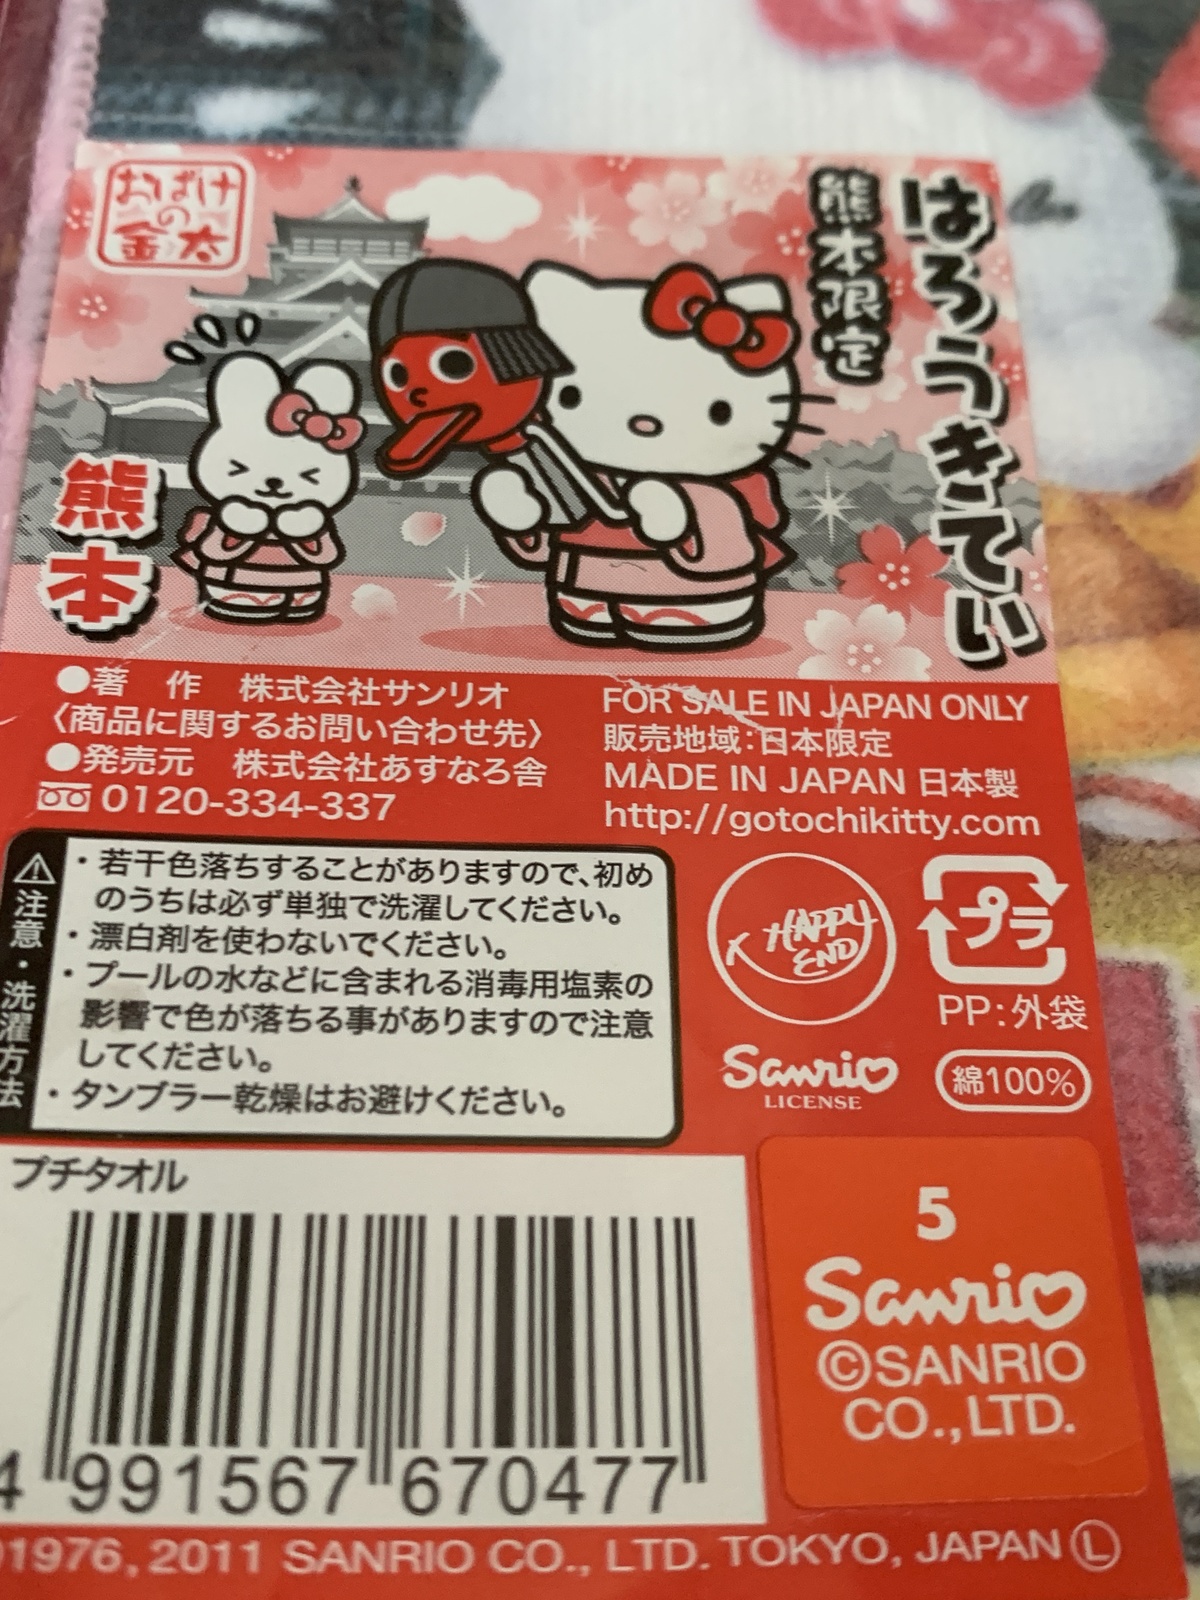 おばけ
の
金太
熊本限定
はろうきてぃ
熊本
●著　作　株式会社サンリオ
〈商品に関するお問い合わせ先〉
●発売元　株式会社あすなろ舎
0120-334-337
FOR SALE IN JAPAN ONLY
販売地域:日本限定
MADE IN JAPAN 日本製
http://gotochikitty.com
注意・洗濯方法
・若干色落ちすることがありますので、初め
のうちは必ず単独で洗濯してください。
・漂白剤を使わないでください。
・プールの水などに含まれる消毒用塩素の
影響で色が落ちる事がありますので注意
してください。
・タンブラー乾燥はお避けください。
HAPPY
END
プラ
PP:外袋
Sanrio
LICENSE
綿100%
プチタオル
4 991567 670477
5
Sanrio
©SANRIO
CO.,LTD.
1976, 2011 SANRIO CO., LTD. TOKYO, JAPAN Ⓛ